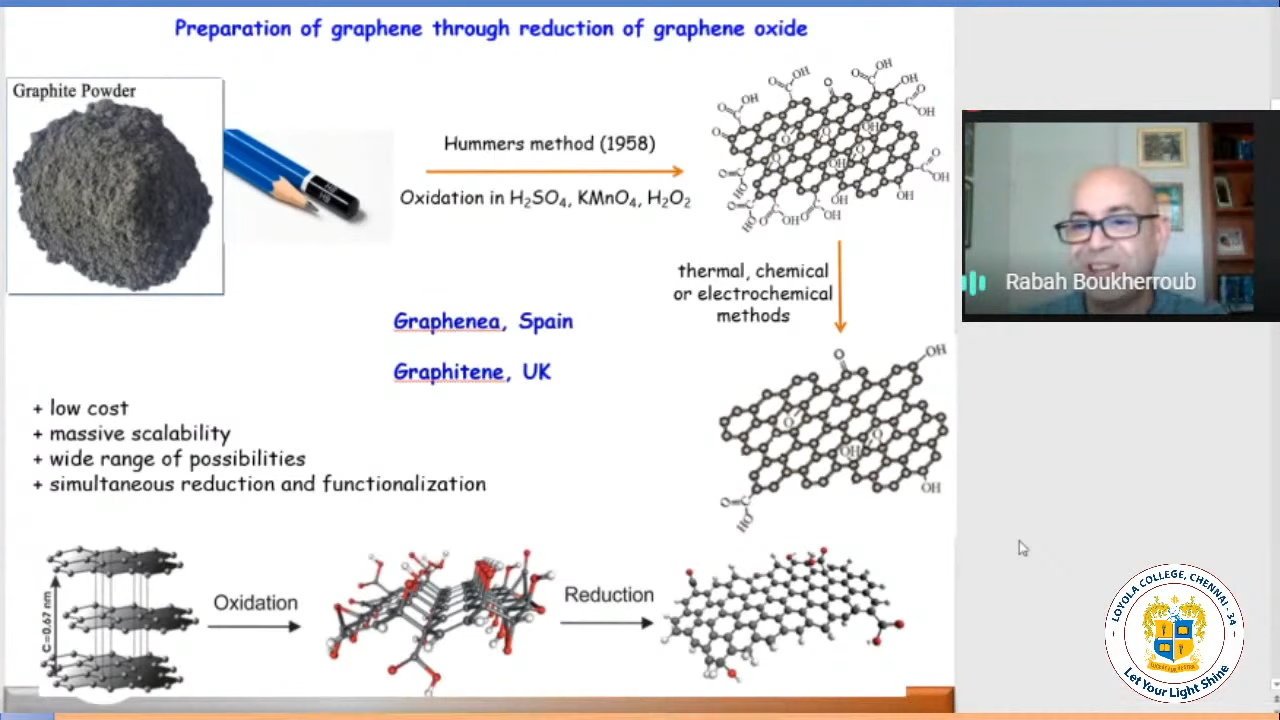 Preparation of graphene through reduction of graphene oxide
Graphite Powder
Hummers method (1958)
Oxidation in H₂SO₄, KMnO₄, H₂O₂
thermal, chemical
or electrochemical
methods
Graphenea, Spain
Graphitene, UK
+ low cost
+ massive scalability
+ wide range of possibilities
+ simultaneous reduction and functionalization
C=0.67 nm
Oxidation
Reduction
Rabah Boukherroub
LOYOLA COLLEGE, CHENNAI - 34
Let Your Light Shine